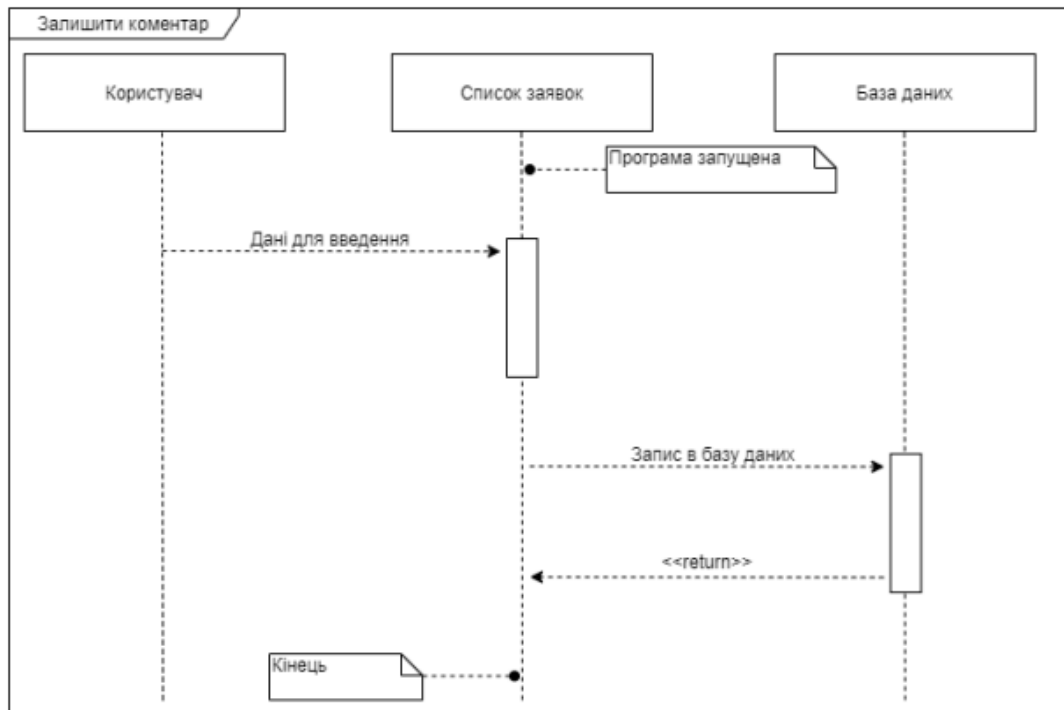 Залишити коментар
Користувач
Список заявок
База даних
Програма запущена
Дані для введення
Запис в базу даних
<<return>>
Кінець